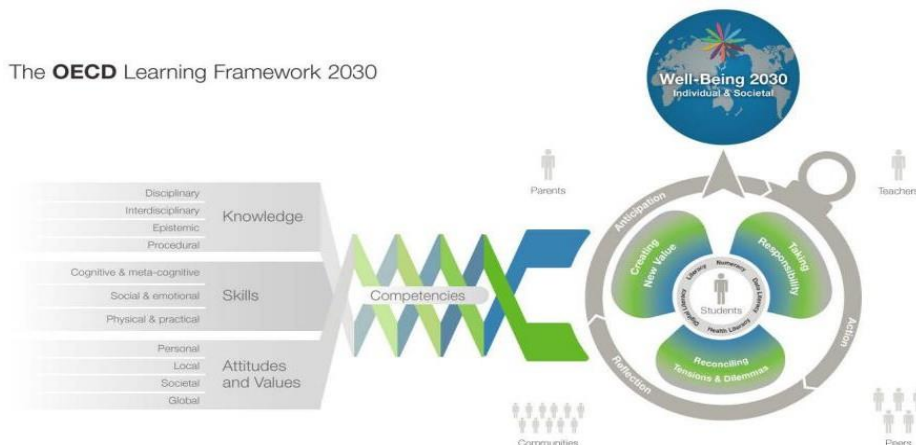 The OECD Learning Framework 2030
Well-Being 2030
Individual & Societal
Parents
Teachers
Disciplinary
Interdisciplinary
Epistemic
Procedural
Knowledge
Cognitive & meta-cognitive
Social & emotional
Physical & practical
Skills
Personal
Local
Societal
Global
Attitudes
and Values
Competencies
Anticipation
Action
Reflection
Creating
New Value
Taking
Responsibility
Reconciling
Tensions & Dilemmas
Literacy
Numeracy
Data Literacy
Health Literacy
Digital Literacy
Students
Communities
Peers